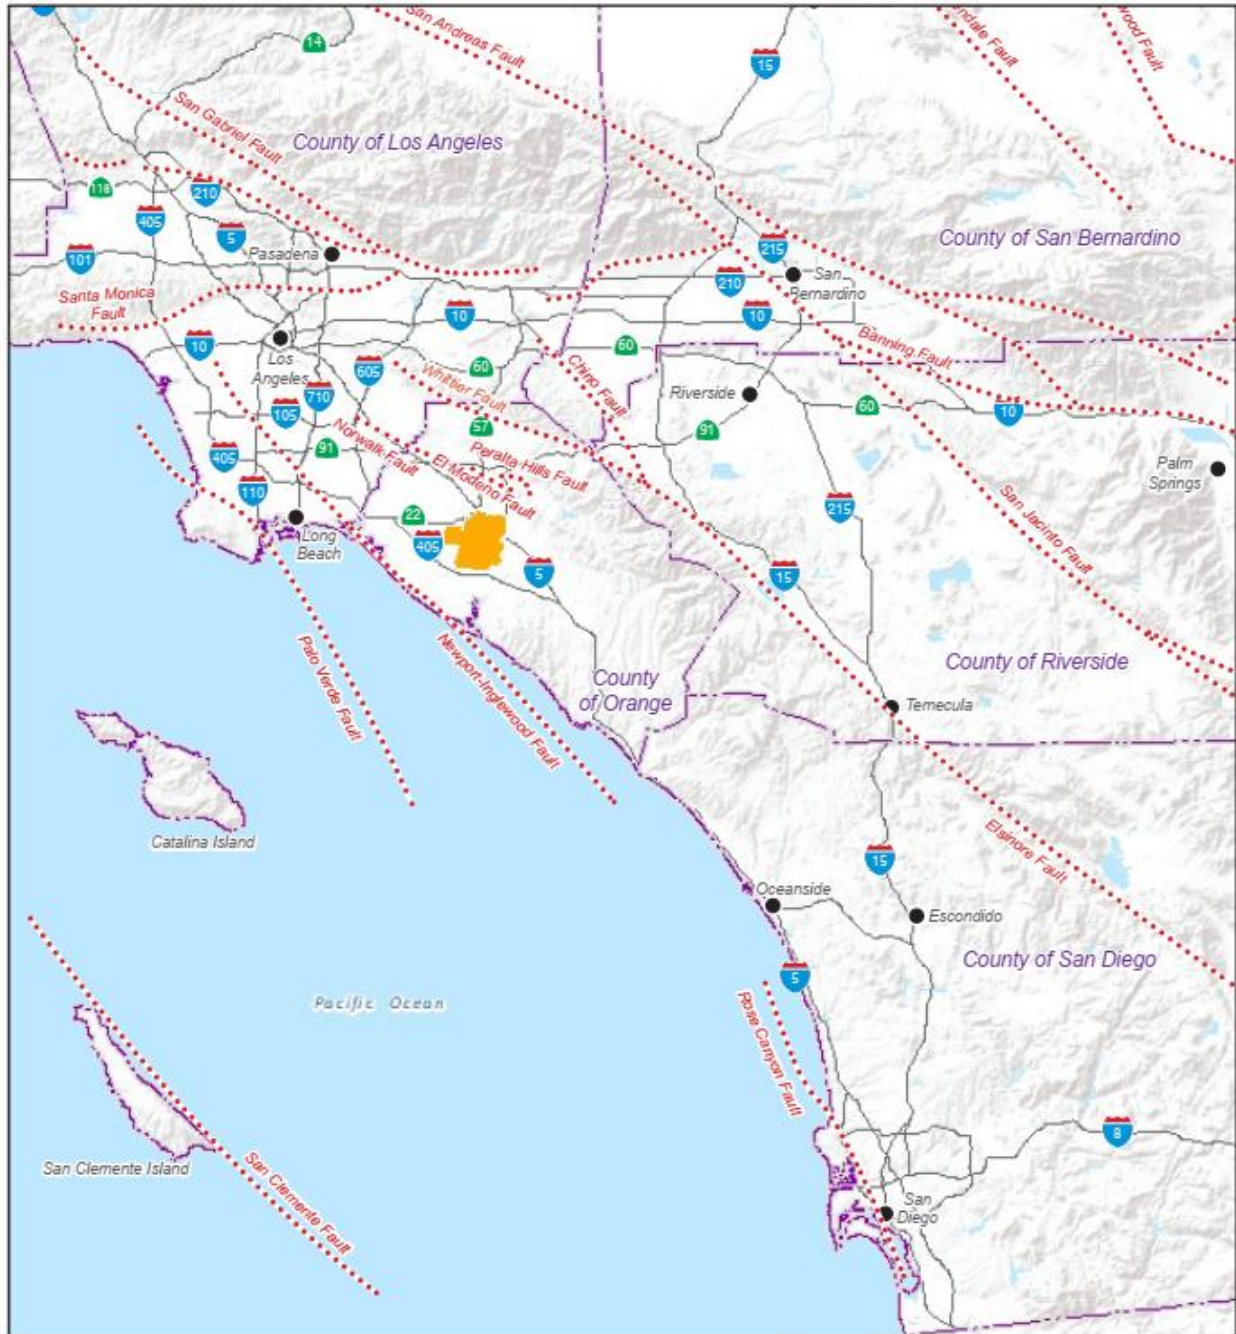 San Andreas Fault
14
15
endale Fault
wood Fault
San Gabriel Fault
County of Los Angeles
118
210
405
5
101
Pasadena
215
County of San Bernardino
210
San
Bernardino
Santa Monica
Fault
10
10
10
Los
Angeles
605
60
60
Chino Fault
Banning Fault
Whittier Fault
710
105
Riverside
60
10
57
91
91
Norwalk Fault
Peralta Hills Fault
El Modeno Fault
405
110
Palm
Springs
22
215
Long
Beach
405
5
15
San Jacinto Fault
Palo Verde Fault
Newport-Inglewood Fault
County
of Orange
County of Riverside
Temecula
Catalina Island
Elsinore Fault
15
Oceanside
Escondido
County of San Diego
5
Pacific Ocean
Rose Canyon Fault
8
San Clemente Island
San Clemente Fault
San
Diego